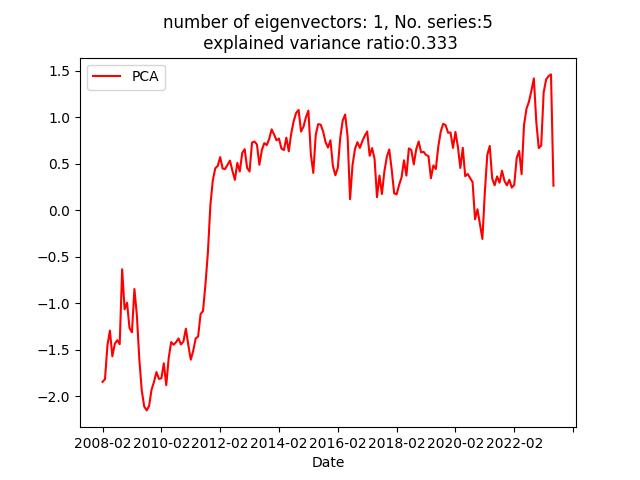 number of eigenvectors: 1, No. series:5
explained variance ratio:0.333
PCA
1.5
1.0
0.5
0.0
−0.5
−1.0
−1.5
−2.0
2008-02 2010-02 2012-02 2014-02 2016-02 2018-02 2020-02 2022-02
Date